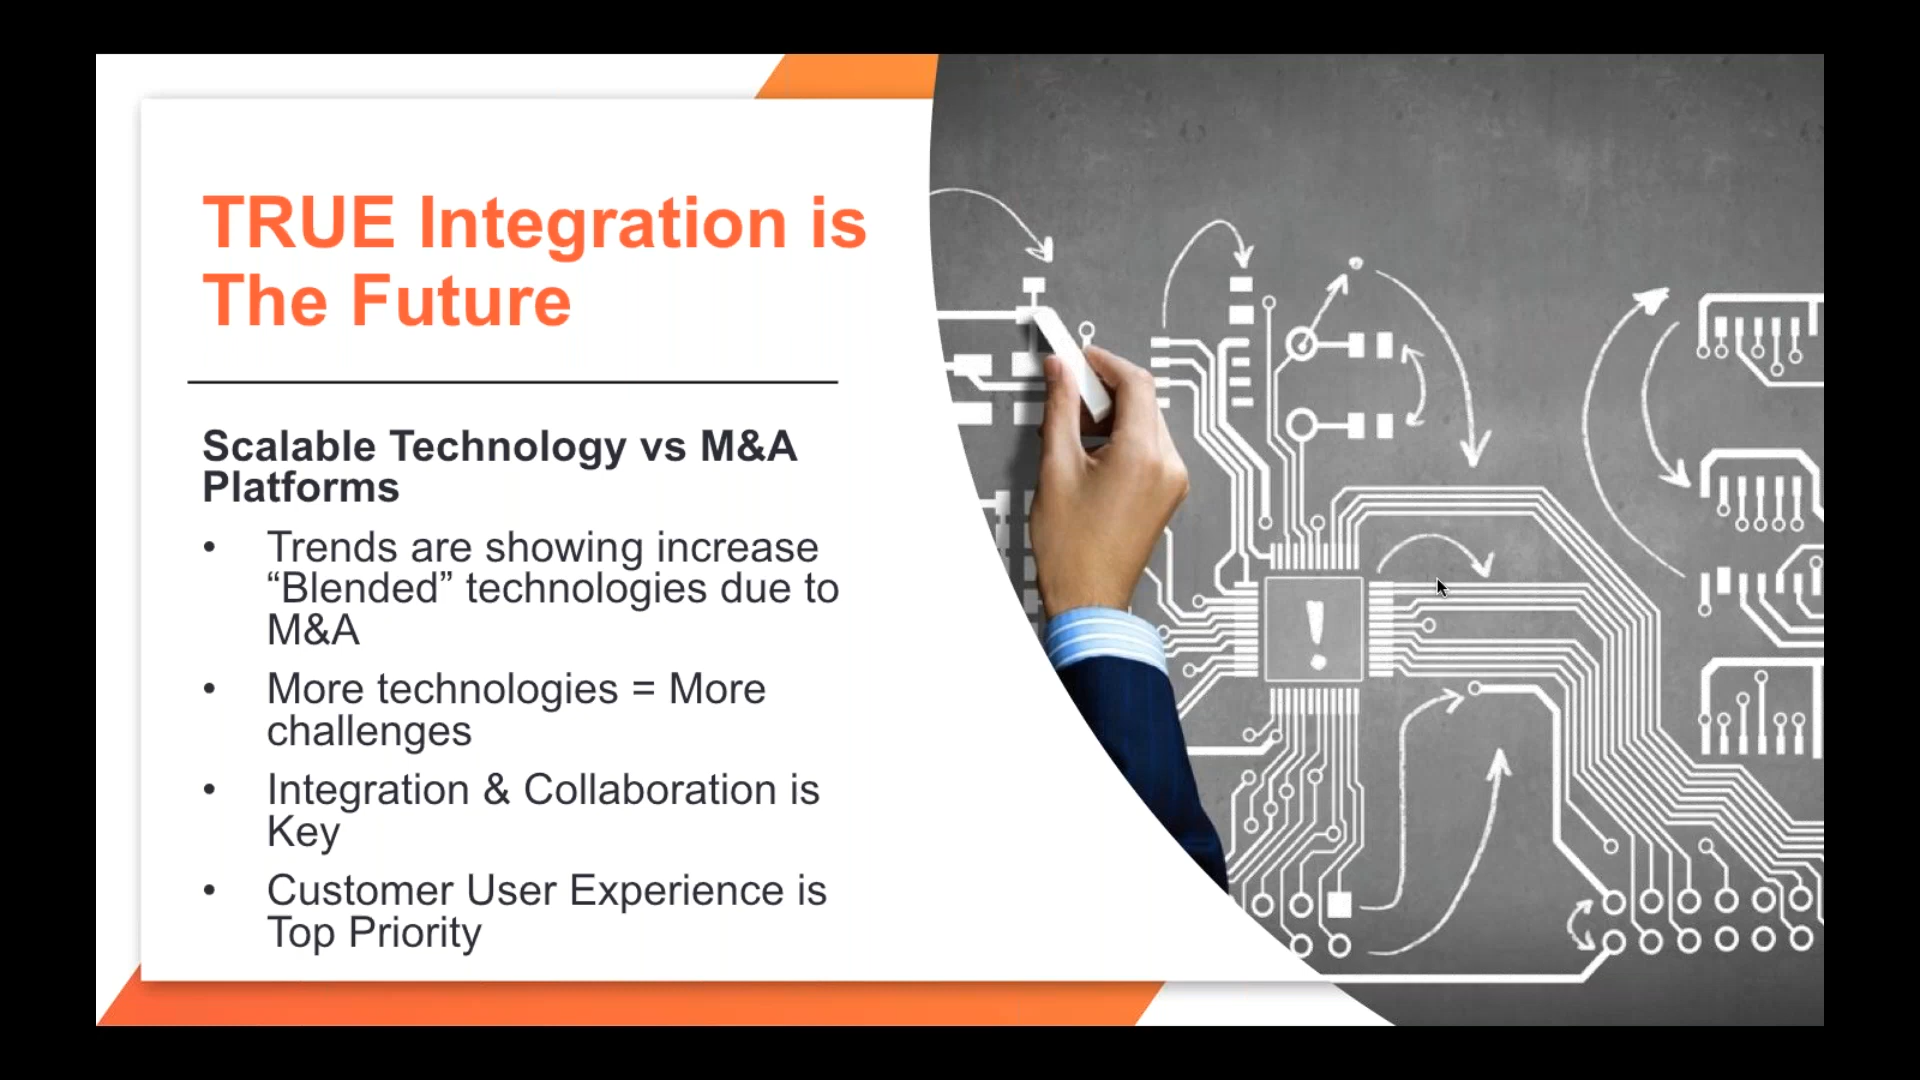 TRUE Integration is
The Future
Scalable Technology vs M&A
Platforms
• Trends are showing increase
“Blended” technologies due to
M&A
• More technologies = More
challenges
• Integration & Collaboration is
Key
• Customer User Experience is
Top Priority
!